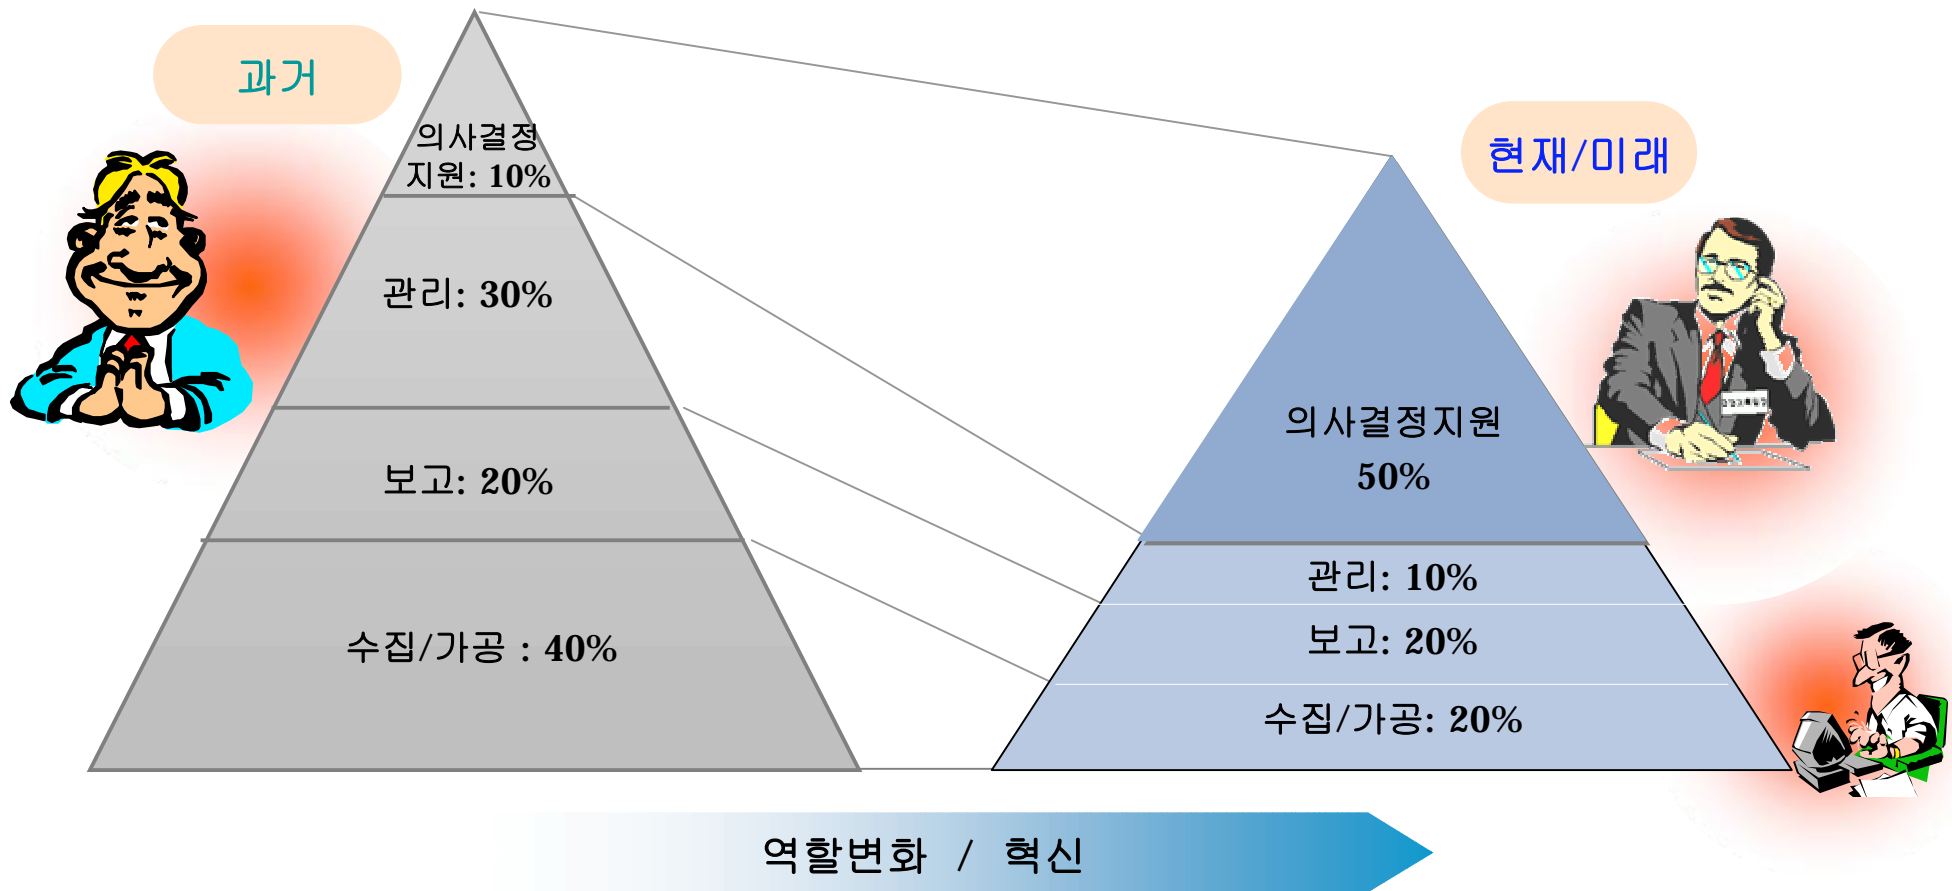 과거
의사결정
지원: 10%
관리: 30%
보고: 20%
수집/가공 : 40%
현재/미래
의사결정지원
50%
관리: 10%
보고: 20%
수집/가공: 20%
역할변화 / 혁신